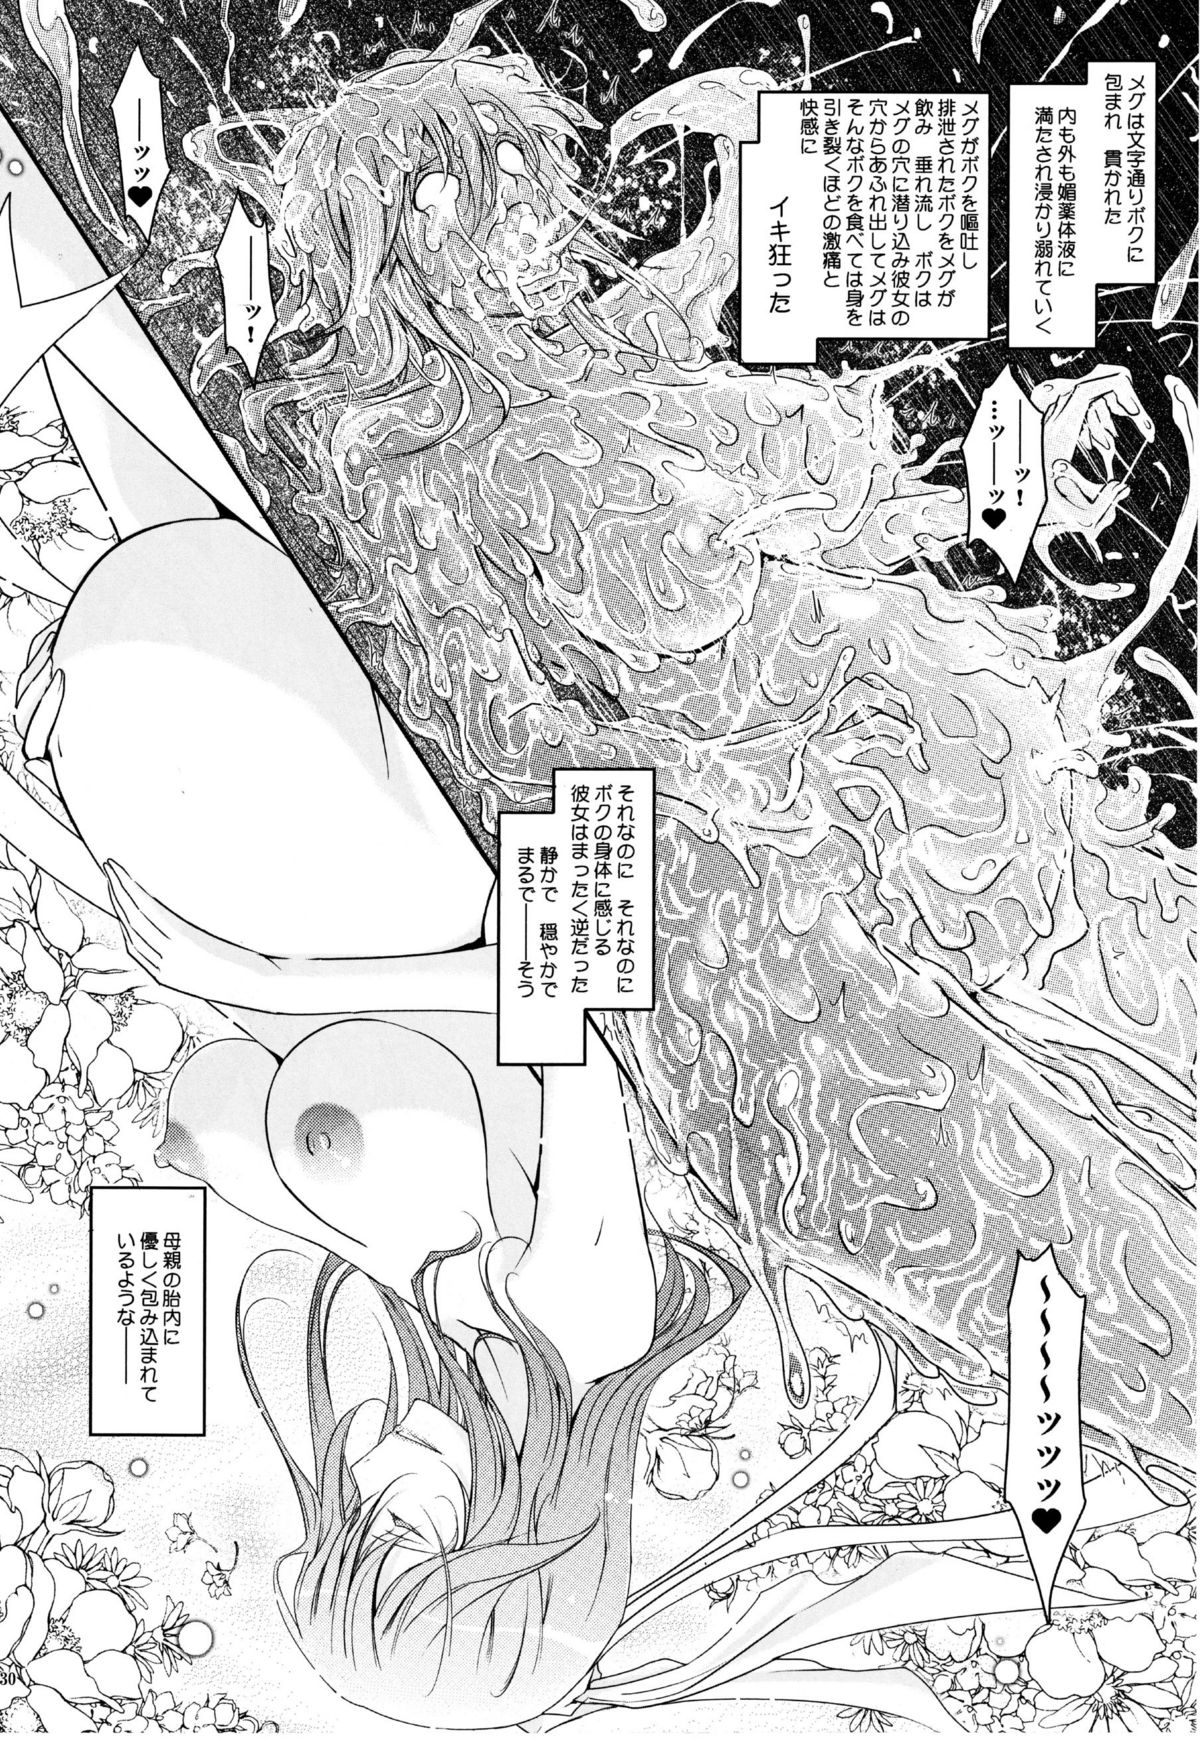 メグは文字通りボクに
包まれ 貫かれた
内も外も媚薬体液に
満たされ浸かり溺れていく
メグがボクを嘔吐し
排泄されたボクをメグが
飲み 垂れ流し ボクは
メグの穴に潜り込み彼女の
穴からあふれ出してメグは
そんなボクを食べては身を
引き裂くほどの激痛と
快感に
イキ狂った
――ッ!
…ッ――ッ♥
――ッ!
――ッッ♥
それなのに それなのに
ボクの身体に感じる
彼女はまったく逆だった
静かで 穏やかで
まるで――そう
～～～～ッッッ♥
母親の胎内に
優しく包み込まれて
いるような――
30